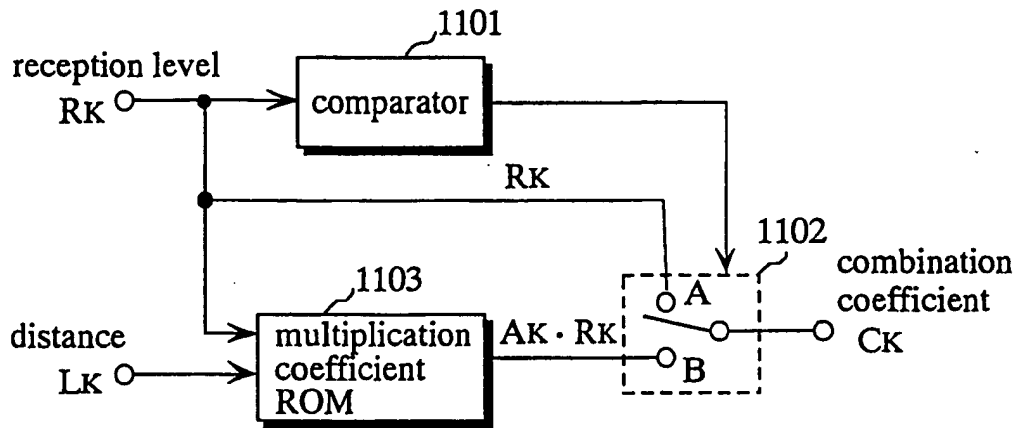 1101
reception level
RK
comparator
RK
1102
combination
coefficient
CK
A
1103
distance
LK
multiplication
coefficient
ROM
AK · RK
B